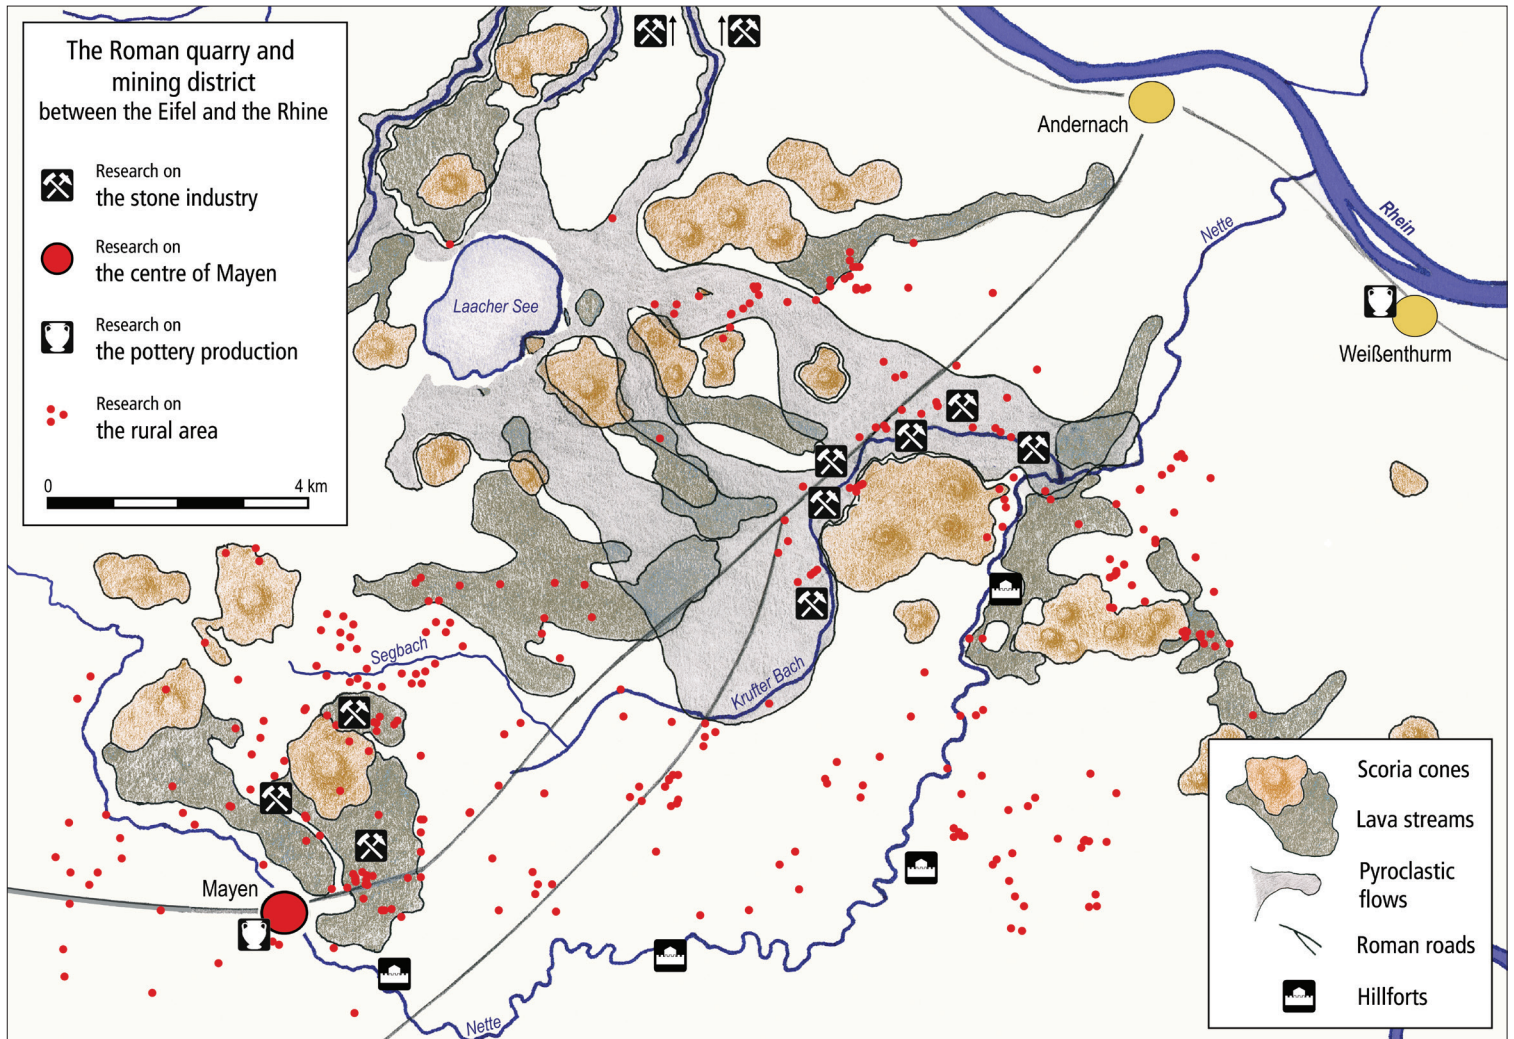 The Roman quarry and
mining district
between the Eifel and the Rhine
Research on
the stone industry
Research on
the centre of Mayen
Research on
the pottery production
Research on
the rural area
0 4 km
Andernach
Rhein
Nette
Laacher See
Weißenthurm
Segbach
Krufter Bach
Mayen
Nette
Scoria cones
Lava streams
Pyroclastic
flows
Roman roads
Hillforts